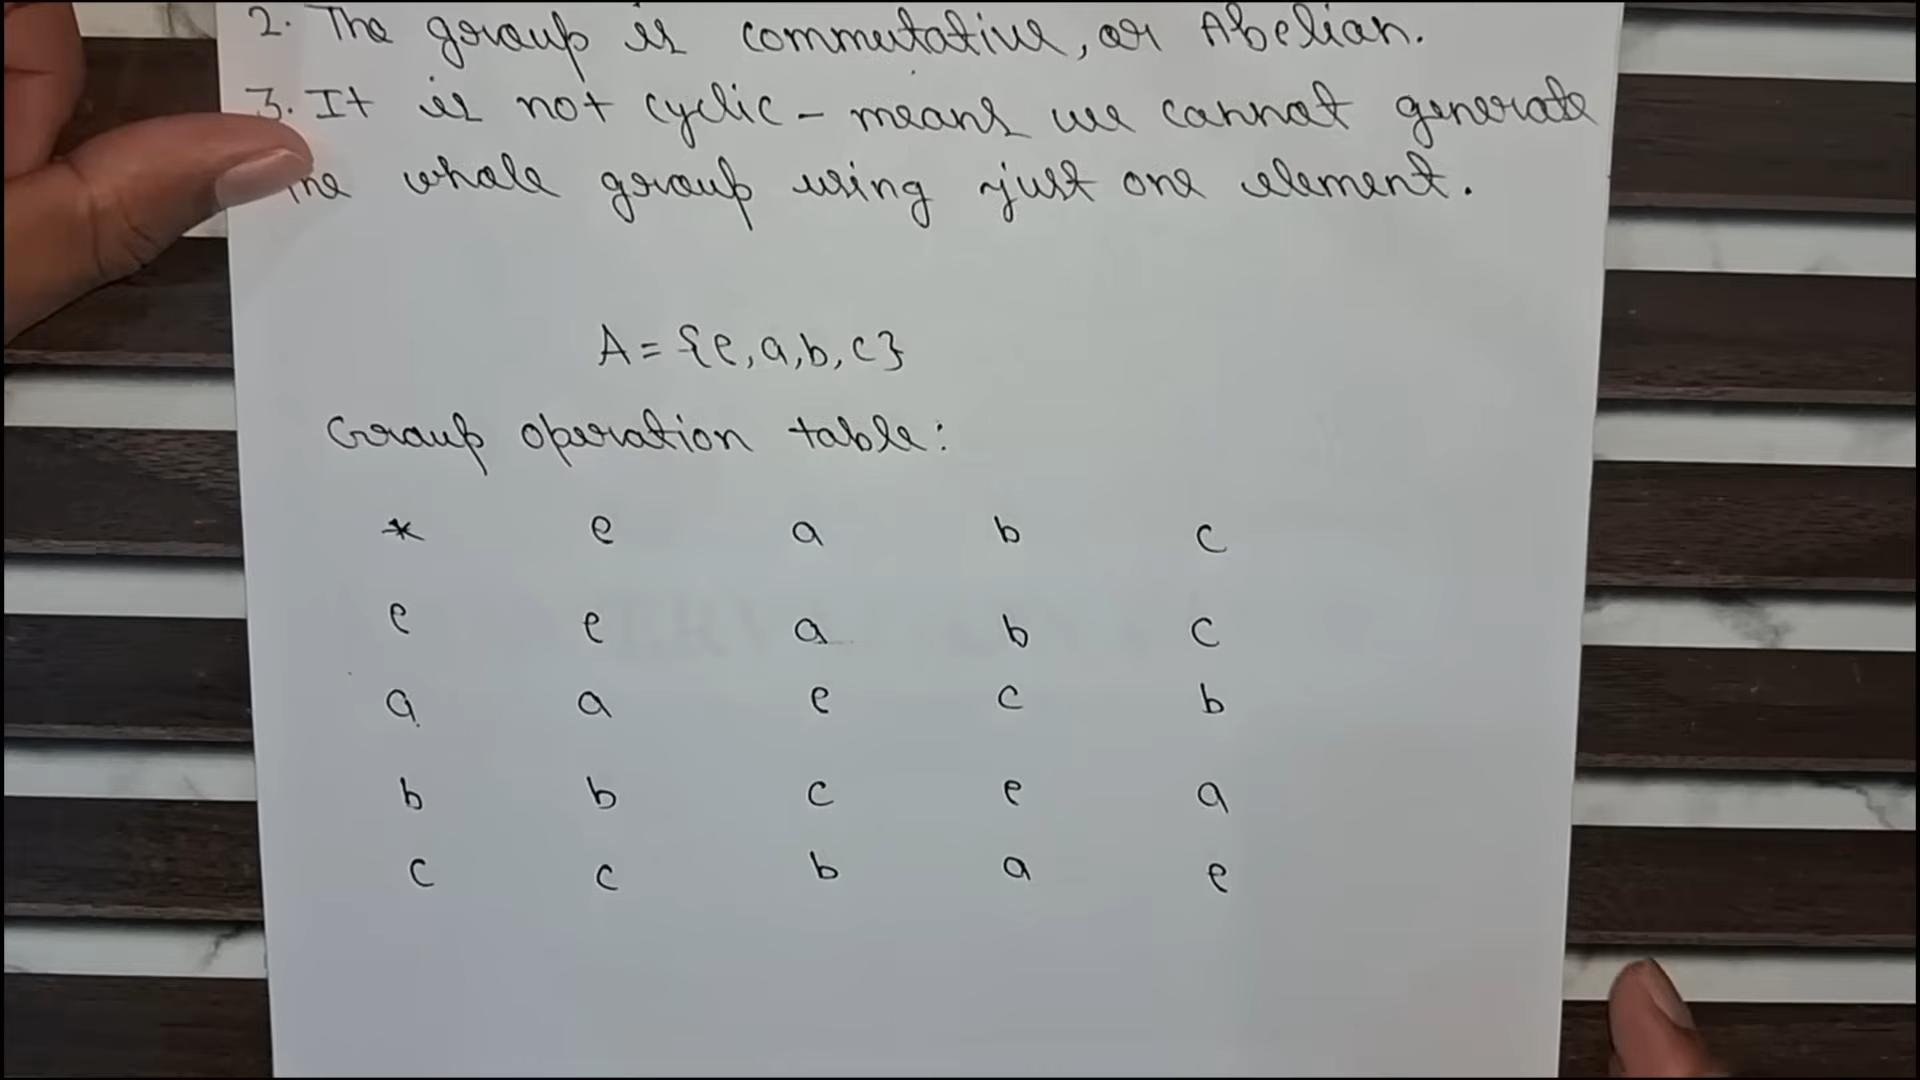 2. The group is commutative, or Abelian.
3. It is not cyclic - means we cannot generate
the whole group using just one element.
A = {e, a, b, c}
Group operation table:
* e a b c
e e a b c
a a e c b
b b c e a
c c b a e